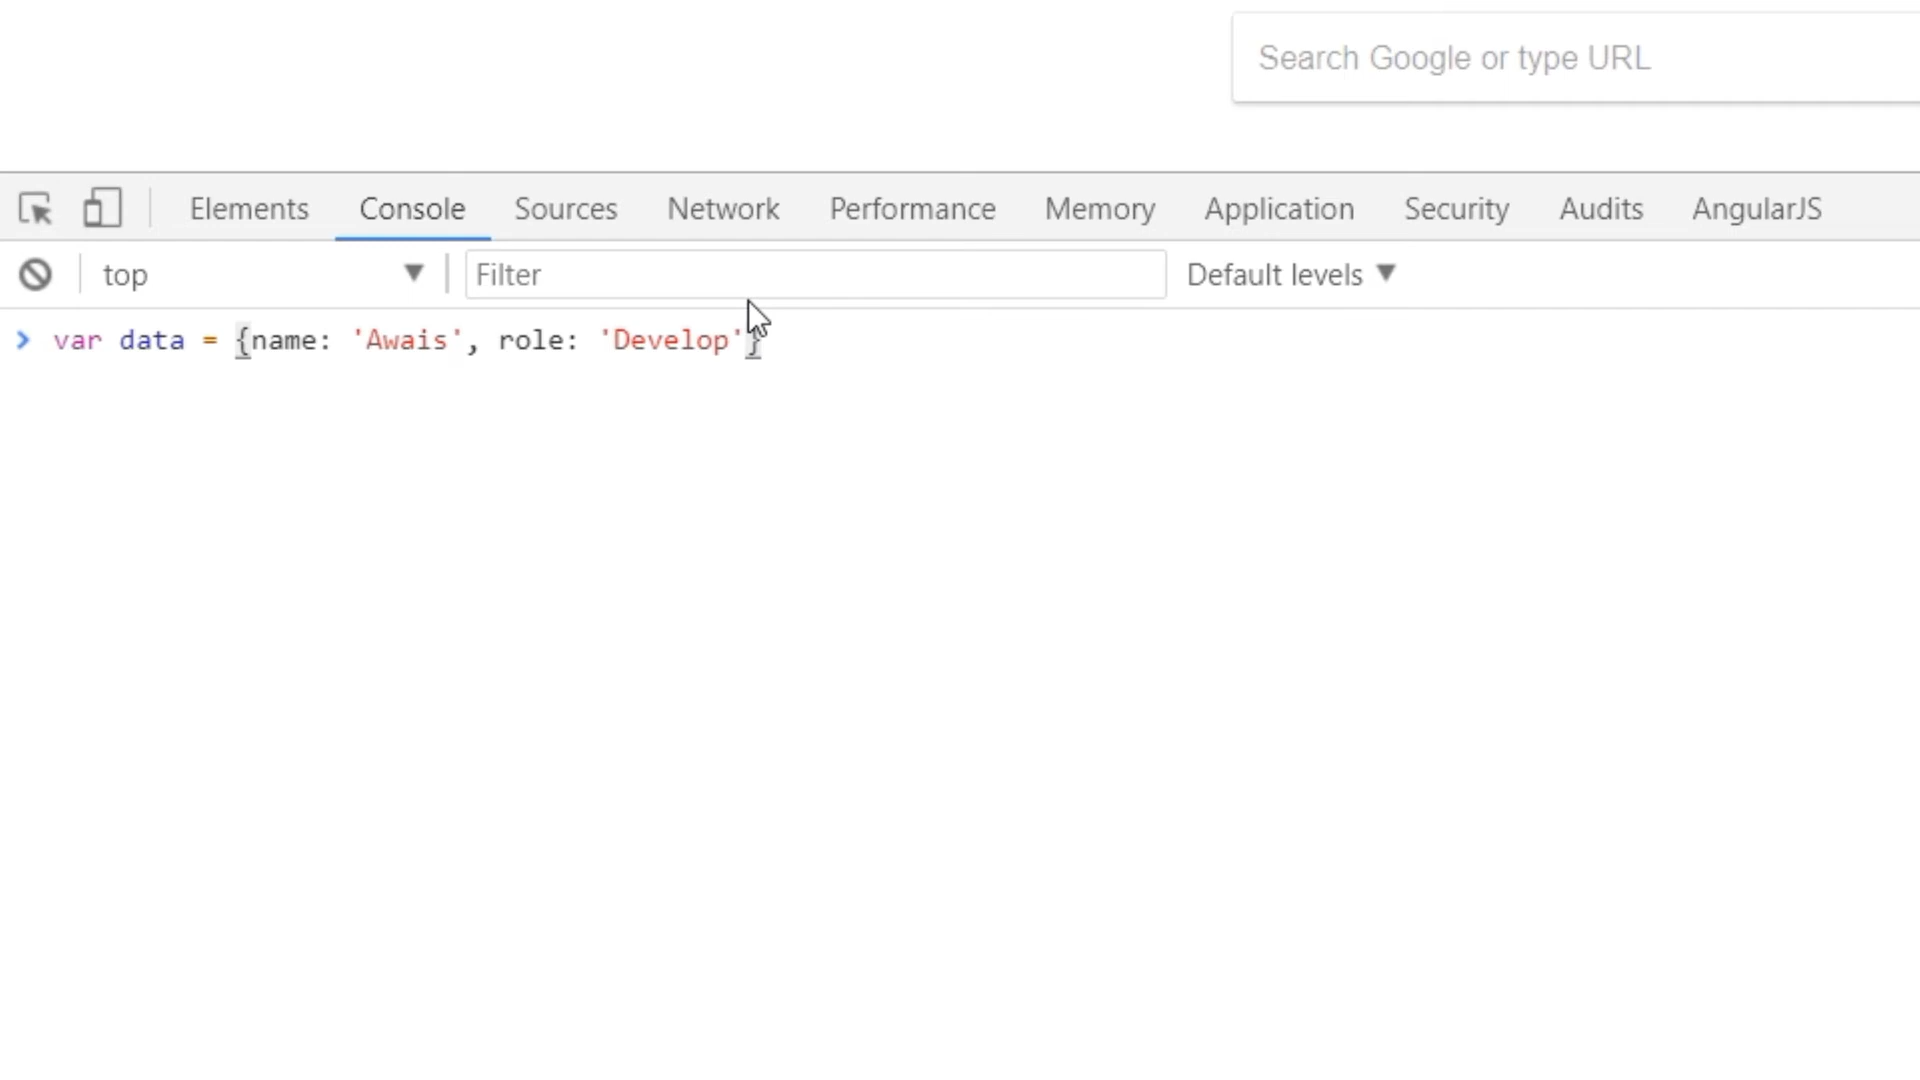 Search Google or type URL
Elements Console Sources Network Performance Memory Application Security Audits AngularJS
top Filter Default levels
var data = {name: 'Awais', role: 'Develop'}